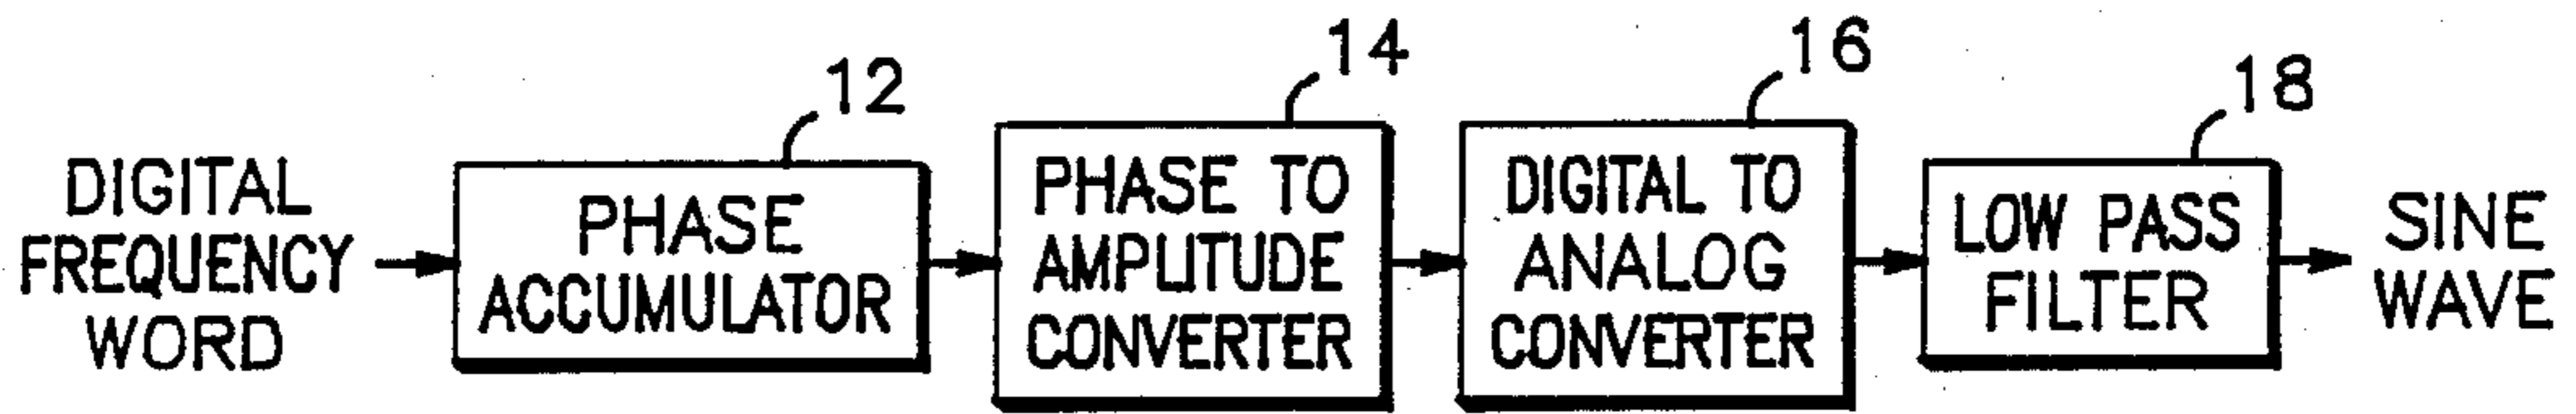 12
14
16
18
DIGITAL
FREQUENCY
WORD
PHASE
ACCUMULATOR
PHASE TO
AMPLITUDE
CONVERTER
DIGITAL TO
ANALOG
CONVERTER
LOW PASS
FILTER
SINE
WAVE